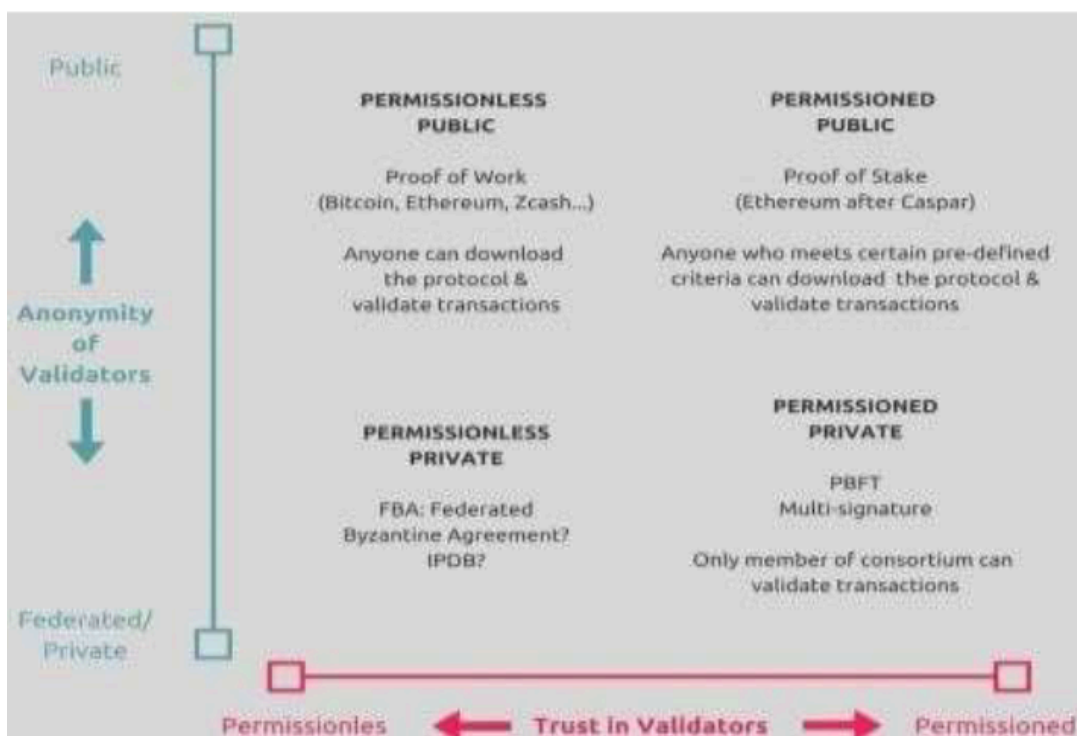 Public
PERMISSIONLESS
PUBLIC
Proof of Work
(Bitcoin, Ethereum, Zcash...)
Anyone can download
the protocol &
validate transactions
PERMISSIONED
PUBLIC
Proof of Stake
(Ethereum after Caspar)
Anyone who meets certain pre-defined
criteria can download the protocol &
validate transactions
Anonymity
of
Validators
PERMISSIONLESS
PRIVATE
FBA: Federated
Byzantine Agreement?
IPDB?
PERMISSIONED
PRIVATE
PBFT
Multi-signature
Only member of consortium can
validate transactions
Federated/
Private
Permissionles
Trust in Validators
Permissioned